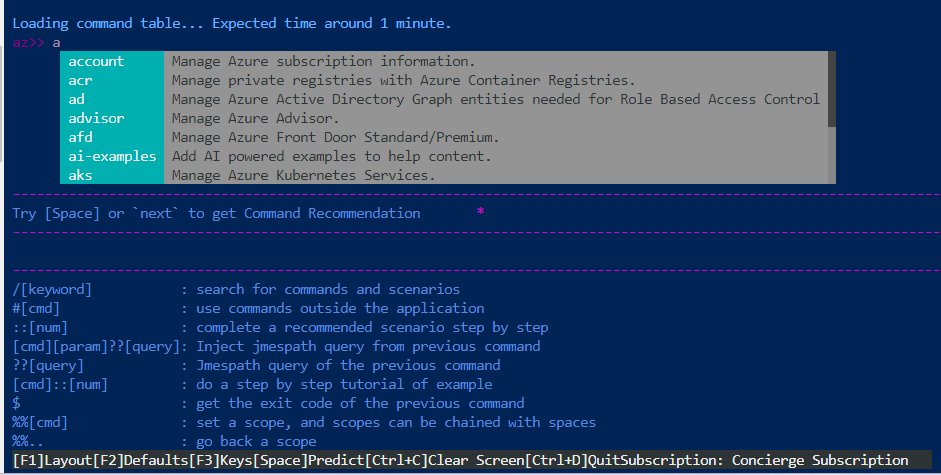 Loading command table... Expected time around 1 minute.
az>> a
account Manage Azure subscription information.
acr Manage private registries with Azure Container Registries.
ad Manage Azure Active Directory Graph entities needed for Role Based Access Control
advisor Manage Azure Advisor.
afd Manage Azure Front Door Standard/Premium.
ai-examples Add AI powered examples to help content.
aks Manage Azure Kubernetes Services.
Try [Space] or `next` to get Command Recommendation *
/[keyword] : search for commands and scenarios
#[cmd] : use commands outside the application
::[num] : complete a recommended scenario step by step
[cmd][param]??[query]: Inject jmespath query from previous command
??[query] : Jmespath query of the previous command
[cmd]::[num] : do a step by step tutorial of example
$ : get the exit code of the previous command
%%[cmd] : set a scope, and scopes can be chained with spaces
%%.. : go back a scope
[F1]Layout[F2]Defaults[F3]Keys[Space]Predict[Ctrl+C]Clear Screen[Ctrl+D]QuitSubscription: Concierge Subscription